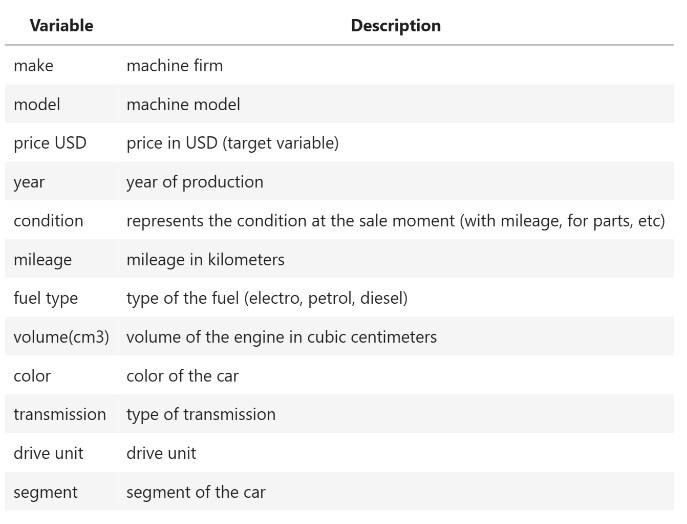 Variable Description
make machine firm
model machine model
price USD price in USD (target variable)
year year of production
condition represents the condition at the sale moment (with mileage, for parts, etc)
mileage mileage in kilometers
fuel type type of the fuel (electro, petrol, diesel)
volume(cm3) volume of the engine in cubic centimeters
color color of the car
transmission type of transmission
drive unit drive unit
segment segment of the car